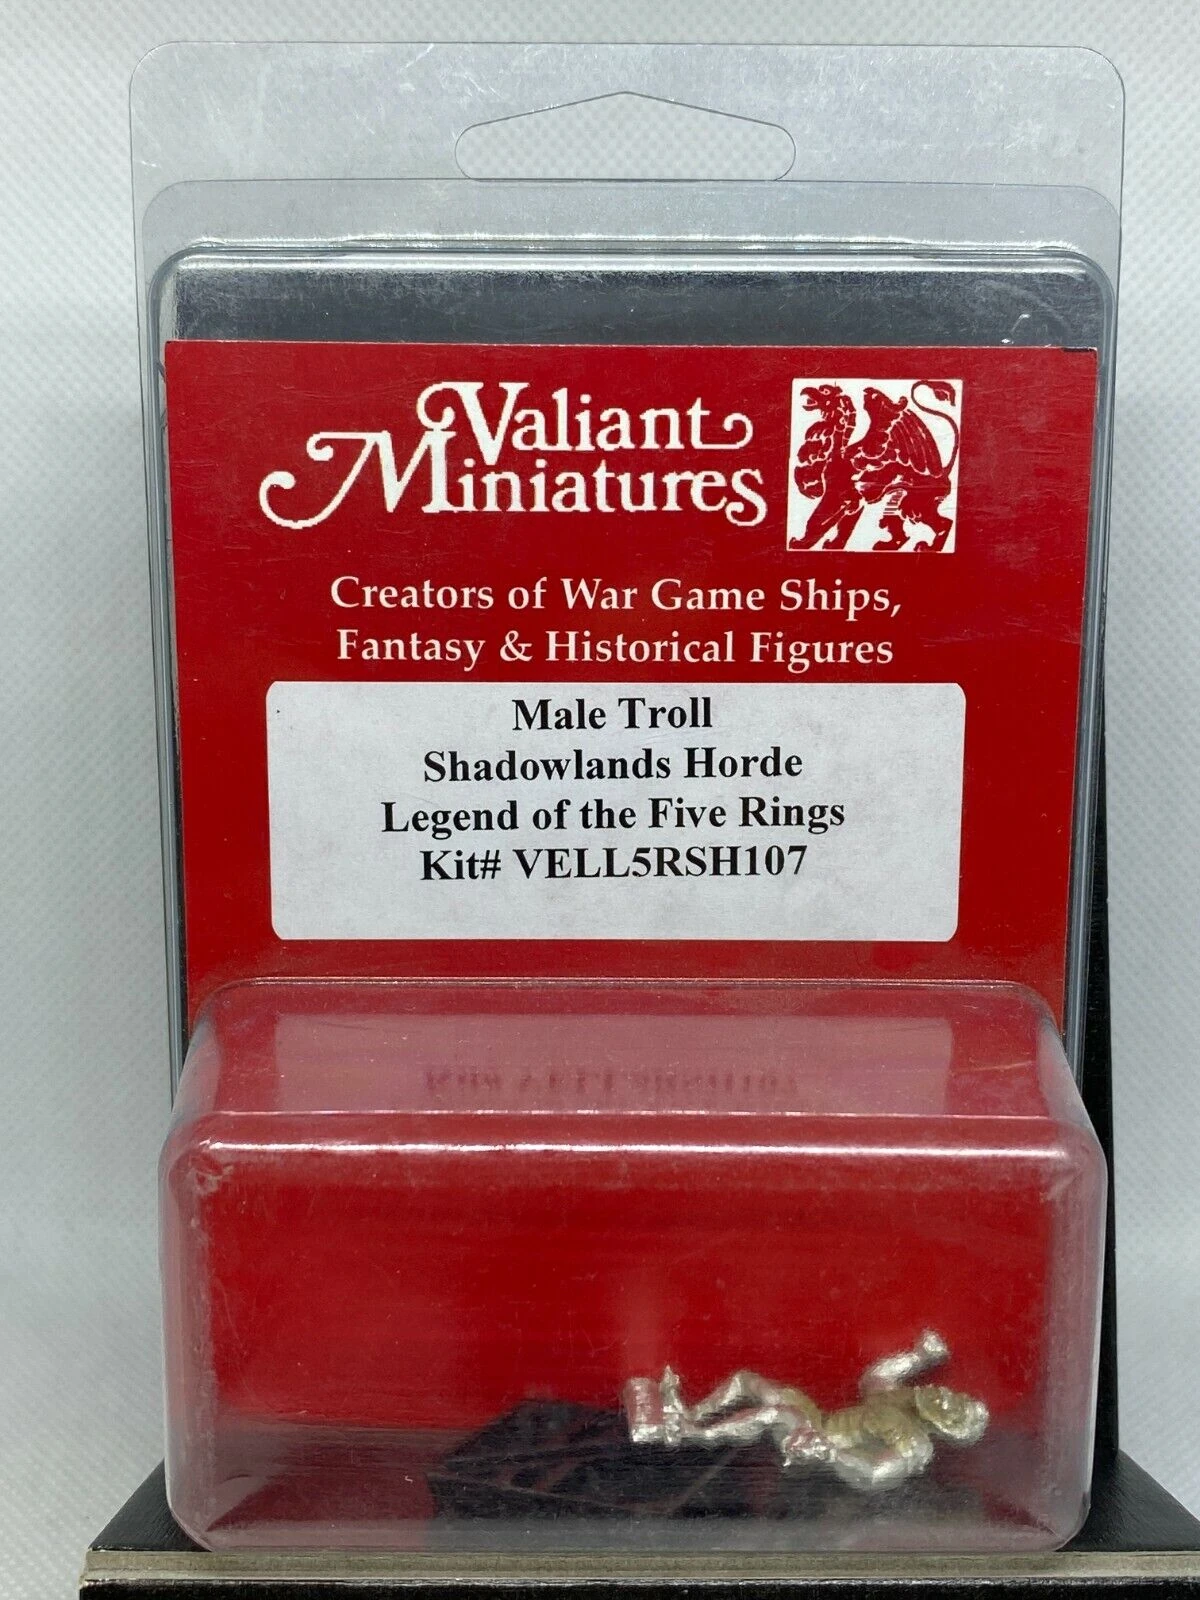 Valiant
Miniatures
Creators of War Game Ships,
Fantasy & Historical Figures
Male Troll
Shadowlands Horde
Legend of the Five Rings
Kit# VELL5RSH107